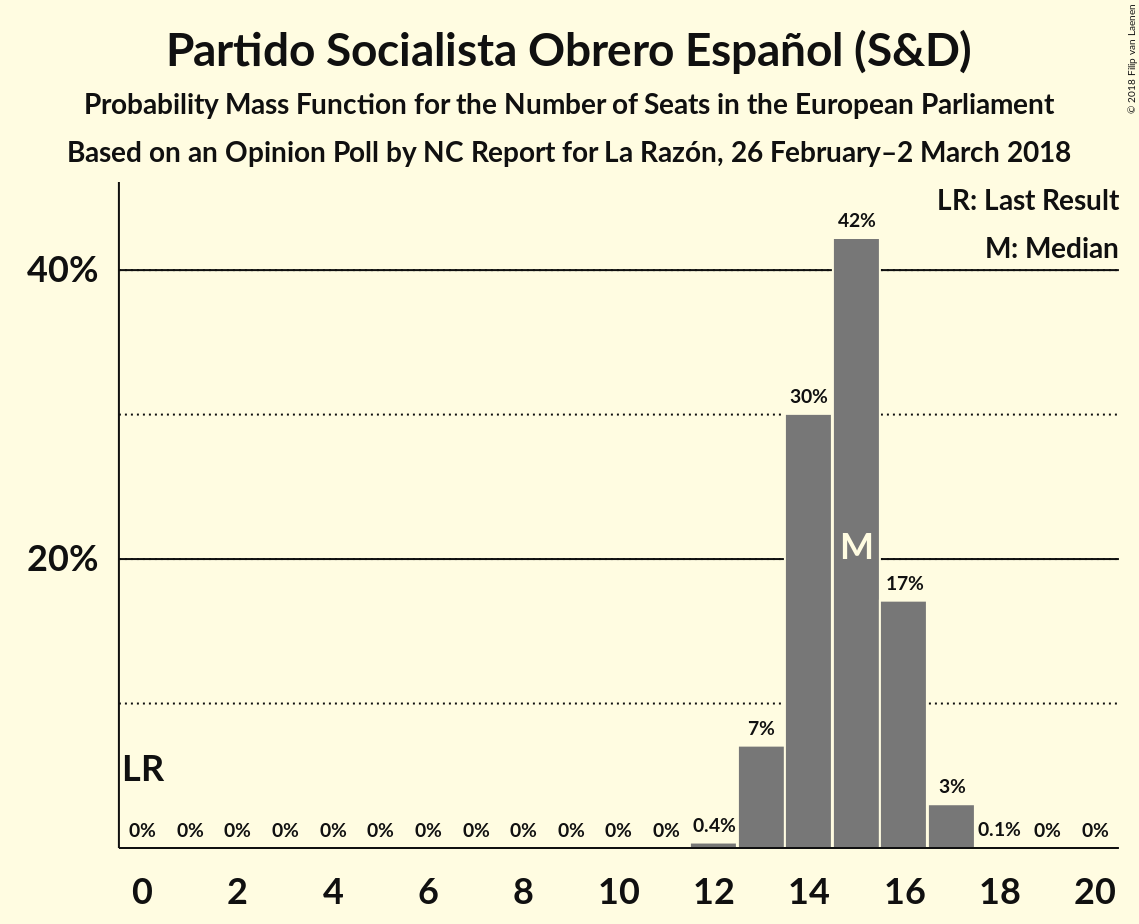 Partido Socialista Obrero Español (S&D)
Probability Mass Function for the Number of Seats in the European Parliament
Based on an Opinion Poll by NC Report for La Razón, 26 February–2 March 2018
© 2018 Filip van Laenen
LR: Last Result
M: Median
42%
40%
30%
M
20%
17%
7%
LR
3%
0% 0% 0% 0% 0% 0% 0% 0% 0% 0% 0% 0% 0.4% 0.1% 0% 0%
0 2 4 6 8 10 12 14 16 18 20